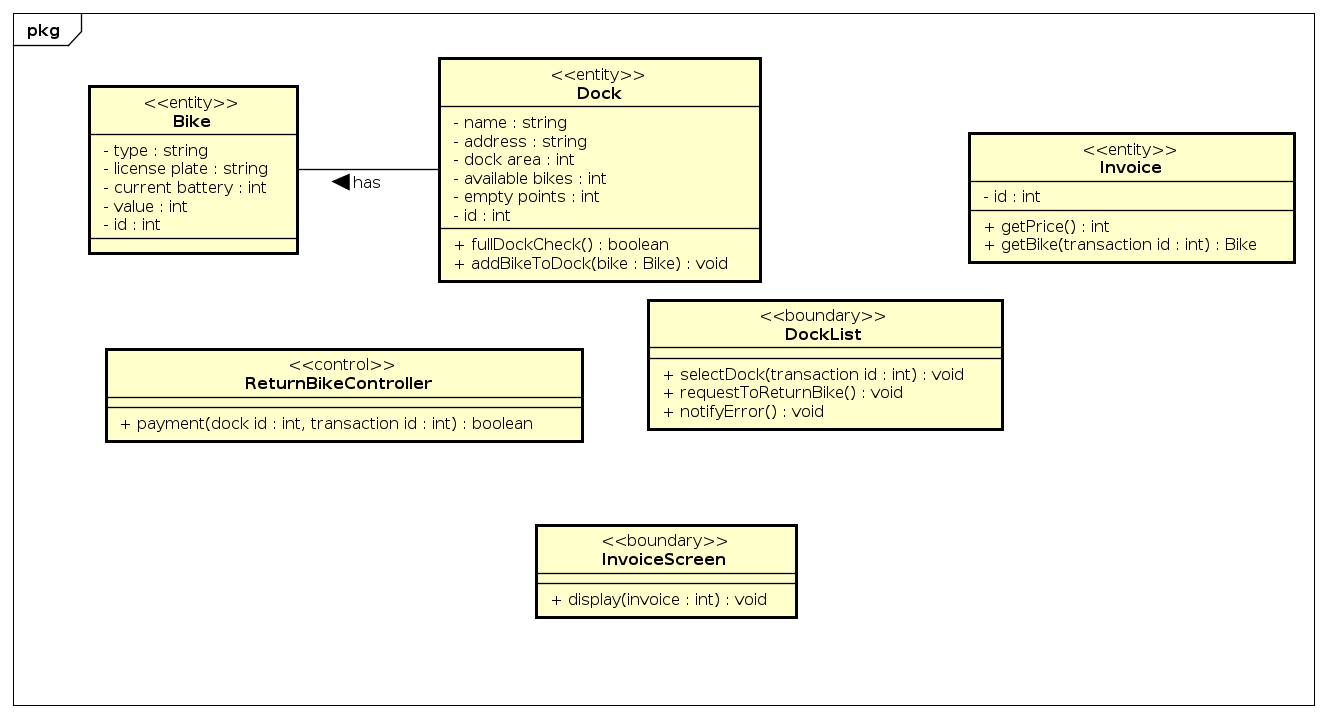 pkg
<<entity>>
Bike
- type : string
- license plate : string
- current battery : int
- value : int
- id : int
has
<<entity>>
Dock
- name : string
- address : string
- dock area : int
- available bikes : int
- empty points : int
- id : int
+ fullDockCheck() : boolean
+ addBikeToDock(bike : Bike) : void
<<entity>>
Invoice
- id : int
+ getPrice() : int
+ getBike(transaction id : int) : Bike
<<control>>
ReturnBikeController
+ payment(dock id : int, transaction id : int) : boolean
<<boundary>>
DockList
+ selectDock(transaction id : int) : void
+ requestToReturnBike() : void
+ notifyError() : void
<<boundary>>
InvoiceScreen
+ display(invoice : int) : void